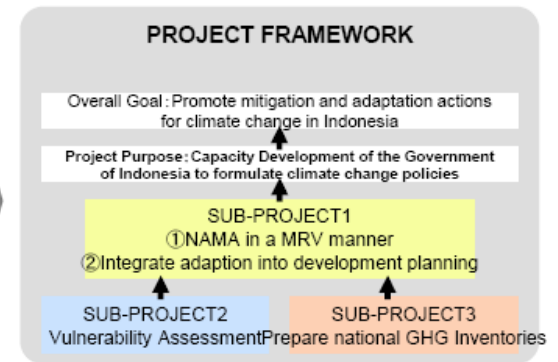 PROJECT FRAMEWORK
Overall Goal:Promote mitigation and adaptation actions
for climate change in Indonesia
Project Purpose:Capacity Development of the Government
of Indonesia to formulate climate change policies
SUB-PROJECT1
①NAMA in a MRV manner
②Integrate adaption into development planning
SUB-PROJECT2
Vulnerability Assessment
SUB-PROJECT3
Prepare national GHG Inventories